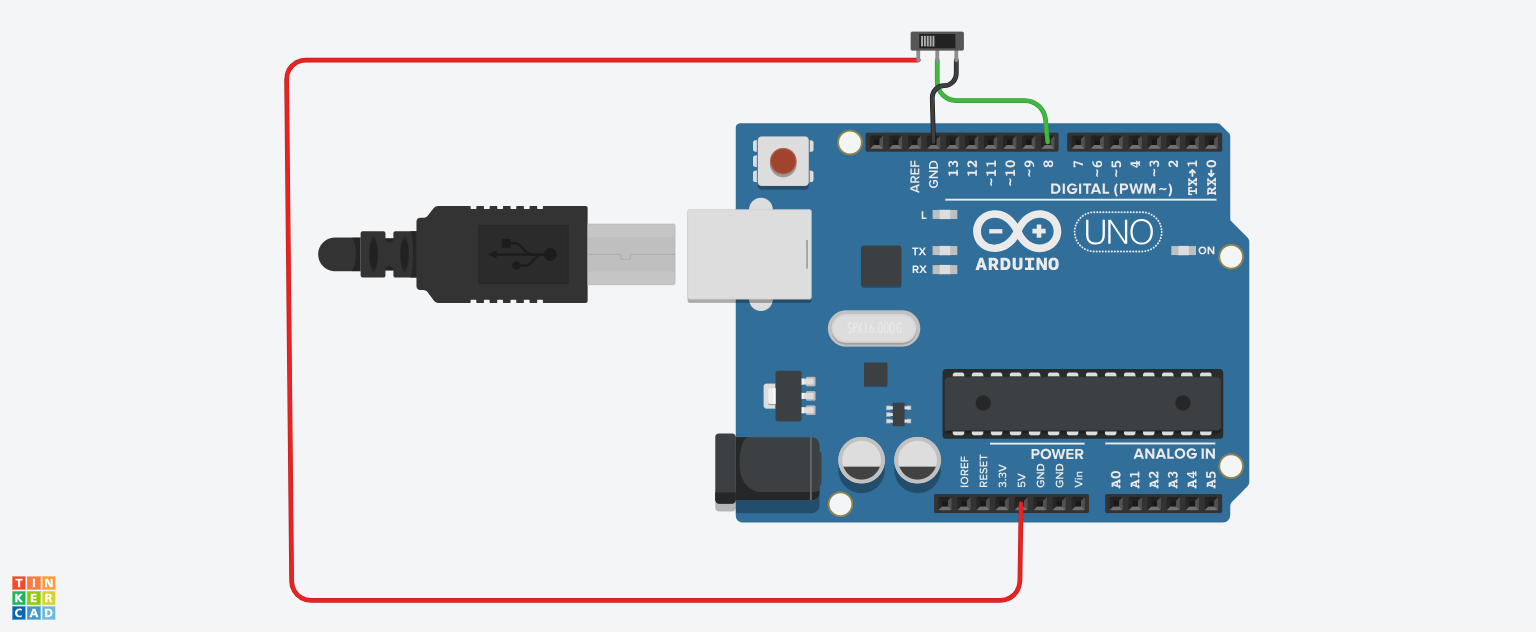 AREF
GND
13
12
~11
~10
~9
8
7
~6
~5
4
~3
2
TX→1
RX←0
DIGITAL (PWM~)
L
TX
RX
UNO
ARDUINO
ON
SPK16.000G
POWER
ANALOG IN
IOREF
RESET
3.3V
5V
GND
GND
Vin
A0
A1
A2
A3
A4
A5
TIN
KER
CAD